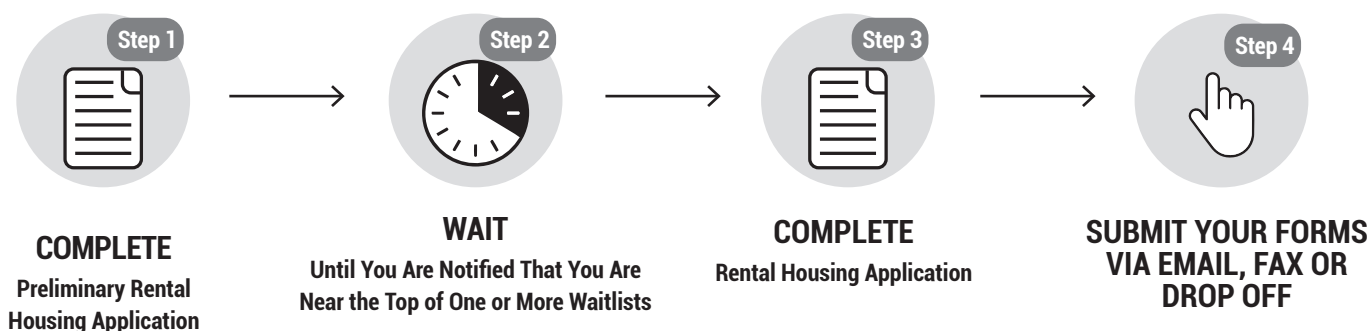 Step 1
Step 2
Step 3
Step 4
COMPLETE
Preliminary Rental
Housing Application
WAIT
Until You Are Notified That You Are
Near the Top of One or More Waitlists
COMPLETE
Rental Housing Application
SUBMIT YOUR FORMS
VIA EMAIL, FAX OR
DROP OFF